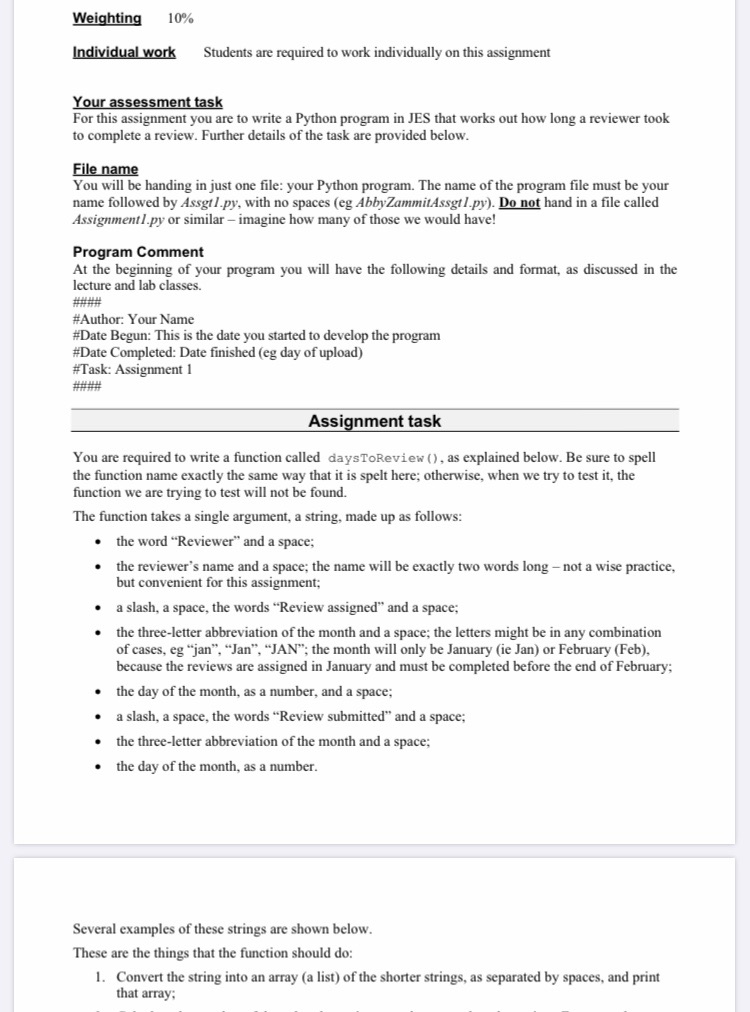 Weighting 10%
Individual work Students are required to work individually on this assignment
Your assessment task
For this assignment you are to write a Python program in JES that works out how long a reviewer took
to complete a review. Further details of the task are provided below.
File name
You will be handing in just one file: your Python program. The name of the program file must be your
name followed by Assgt1.py, with no spaces (eg AbbyZammitAssgt1.py). Do not hand in a file called
Assignment1.py or similar – imagine how many of those we would have!
Program Comment
At the beginning of your program you will have the following details and format, as discussed in the
lecture and lab classes.
####
#Author: Your Name
#Date Begun: This is the date you started to develop the program
#Date Completed: Date finished (eg day of upload)
#Task: Assignment 1
####
Assignment task
You are required to write a function called daysToReview(), as explained below. Be sure to spell
the function name exactly the same way that it is spelt here; otherwise, when we try to test it, the
function we are trying to test will not be found.
The function takes a single argument, a string, made up as follows:
• the word “Reviewer” and a space;
• the reviewer’s name and a space; the name will be exactly two words long – not a wise practice,
but convenient for this assignment;
• a slash, a space, the words “Review assigned” and a space;
• the three-letter abbreviation of the month and a space; the letters might be in any combination
of cases, eg “jan”, “Jan”, “JAN”; the month will only be January (ie Jan) or February (Feb),
because the reviews are assigned in January and must be completed before the end of February;
• the day of the month, as a number, and a space;
• a slash, a space, the words “Review submitted” and a space;
• the three-letter abbreviation of the month and a space;
• the day of the month, as a number.
Several examples of these strings are shown below.
These are the things that the function should do:
1. Convert the string into an array (a list) of the shorter strings, as separated by spaces, and print
that array;